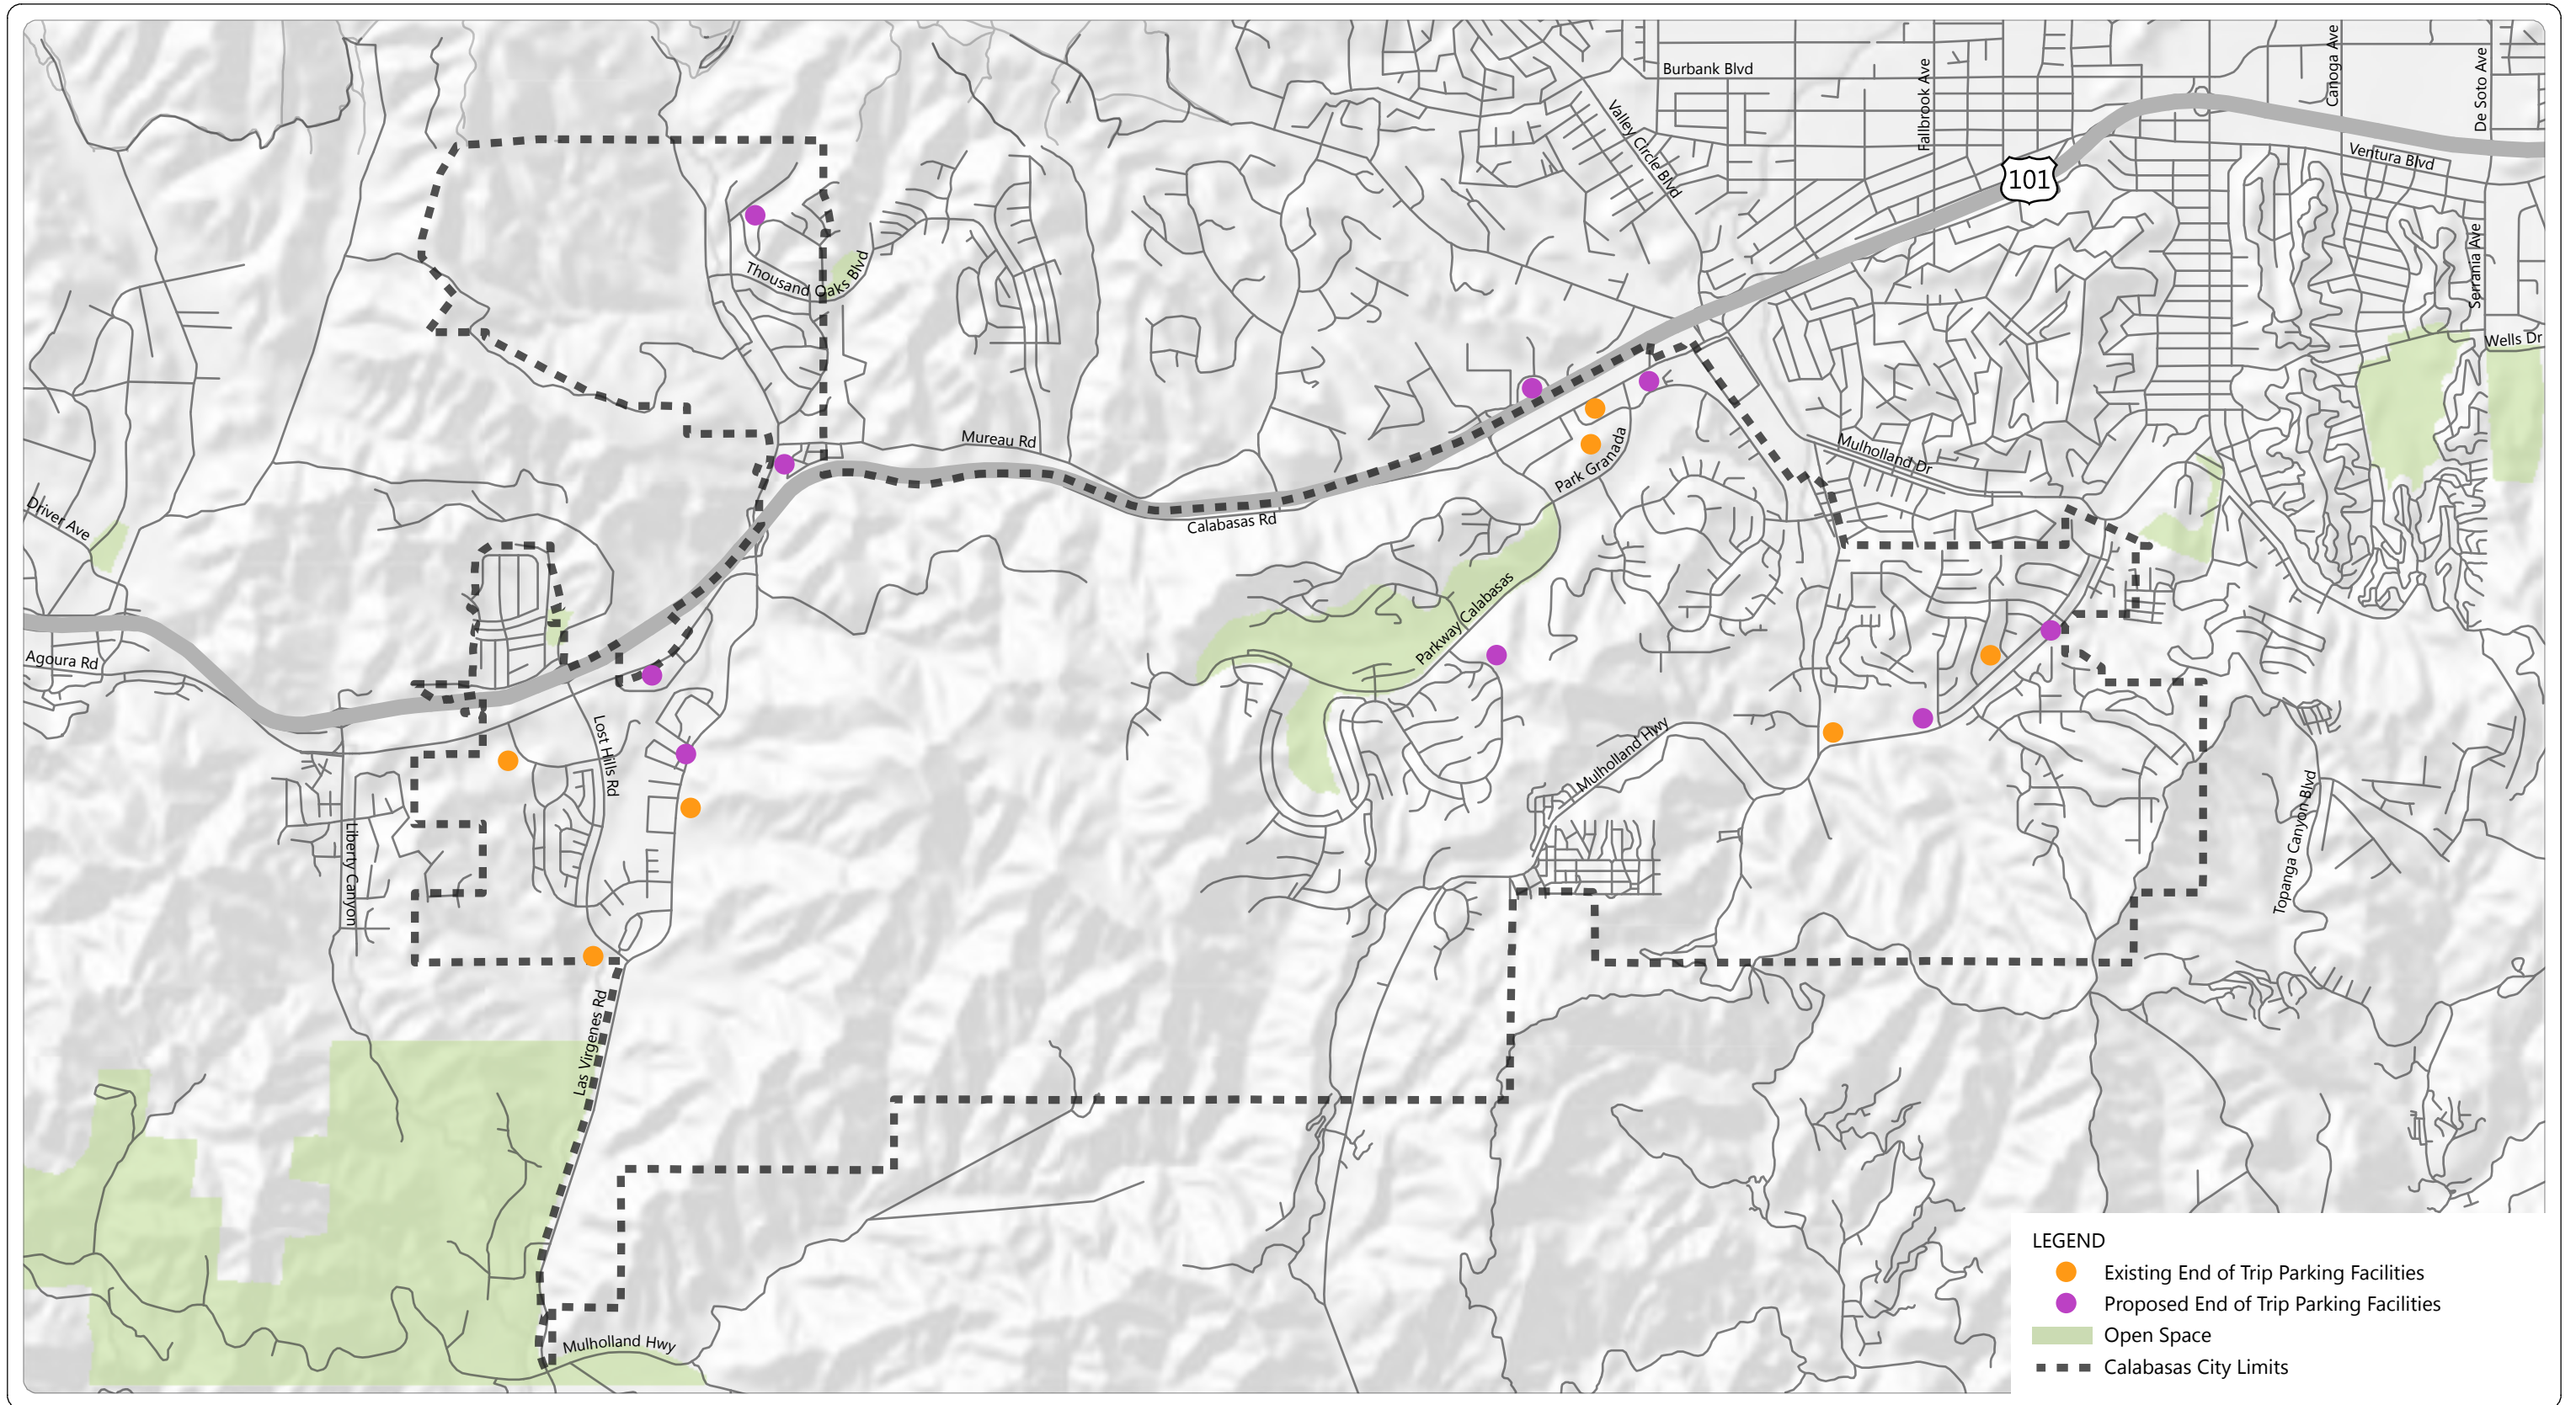 Burbank Blvd
Valley Circle Blvd
Fallbrook Ave
Canoga Ave
De Soto Ave
101
Ventura Blvd
Serrania Ave
Wells Dr
Thousand Oaks Blvd
Mureau Rd
Calabasas Rd
Park Granada
Mulholland Dr
Driver Ave
Agoura Rd
Parkway Calabasas
Lost Hills Rd
Mulholland Hwy
Liberty Canyon
Topanga Canyon Blvd
Las Virgenes Rd
Mulholland Hwy
LEGEND
Existing End of Trip Parking Facilities
Proposed End of Trip Parking Facilities
Open Space
Calabasas City Limits